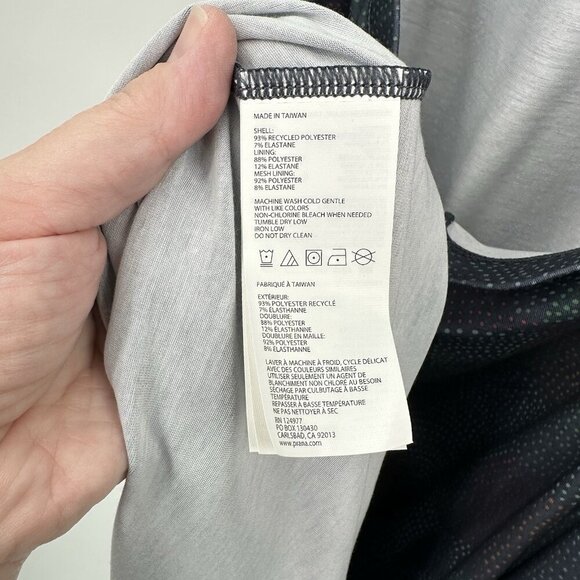 MADE IN TAIWAN
SHELL:
93% RECYCLED POLYESTER
7% ELASTANE
LINING:
88% POLYESTER
12% ELASTANE
MESH LINING:
92% POLYESTER
8% ELASTANE
MACHINE WASH COLD GENTLE
WITH LIKE COLORS
NON-CHLORINE BLEACH WHEN NEEDED
TUMBLE DRY LOW
IRON LOW
DO NOT DRY CLEAN
FABRIQUÉ À TAIWAN
EXTÉRIEUR:
93% POLYESTER RECYCLÉ
7% ÉLASTHANNE
DOUBLURE:
88% POLYESTER
12% ÉLASTHANNE
DOUBLURE EN MAILLE:
92% POLYESTER
8% ÉLASTHANNE
LAVER À MACHINE À FROID, CYCLE DÉLICAT
AVEC DES COULEURS SIMILAIRES
UTILISER SEULEMENT UN AGENT DE
BLANCHIMENT NON CHLORÉ AU BESOIN
SÉCHAGE PAR CULBUTAGE À BASSE
TEMPÉRATURE
REPASSER À BASSE TEMPÉRATURE
NE PAS NETTOYER À SEC
RN 124977
PO BOX 130430
CARLSBAD, CA 92013
www.prana.com